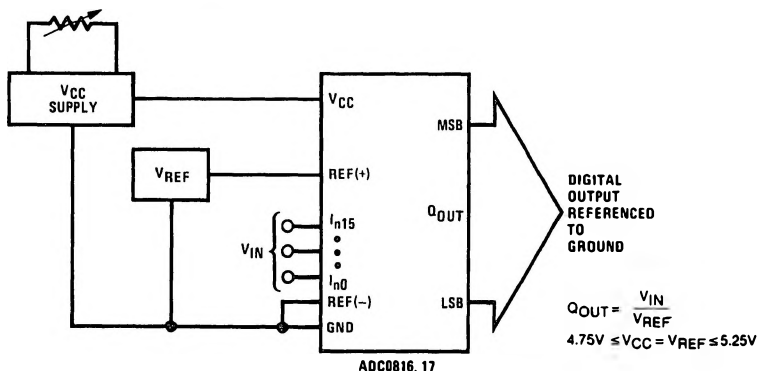 VCC
SUPPLY
VREF
VIN
VCC
REF(+)
In15
In0
REF(−)
GND
MSB
QOUT
LSB
ADC0816, 17
DIGITAL
OUTPUT
REFERENCED
TO
GROUND
QOUT = VIN
VREF
4.75V ≤ VCC = VREF ≤ 5.25V